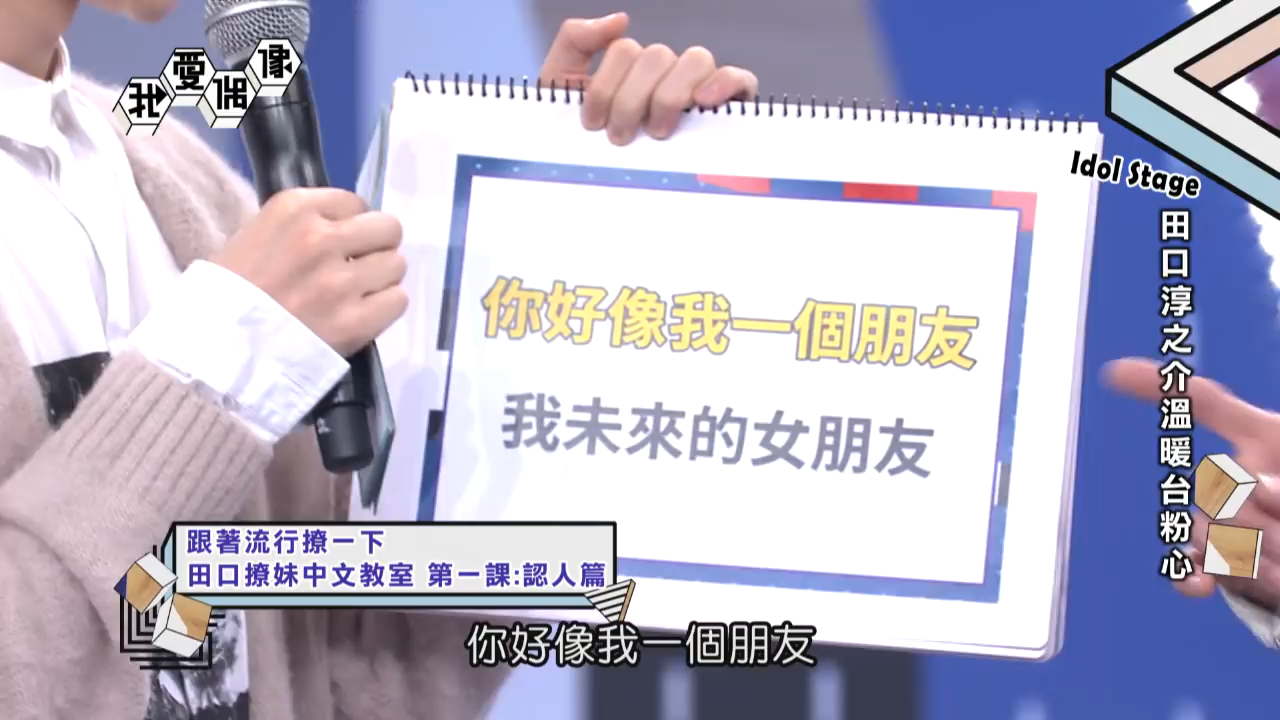 我愛偶像
Idol Stage
田口淳之介溫暖台粉心
你好像我一個朋友
我未來的女朋友
跟著流行撩一下
田口撩妹中文教室 第一課:認人篇
你好像我一個朋友